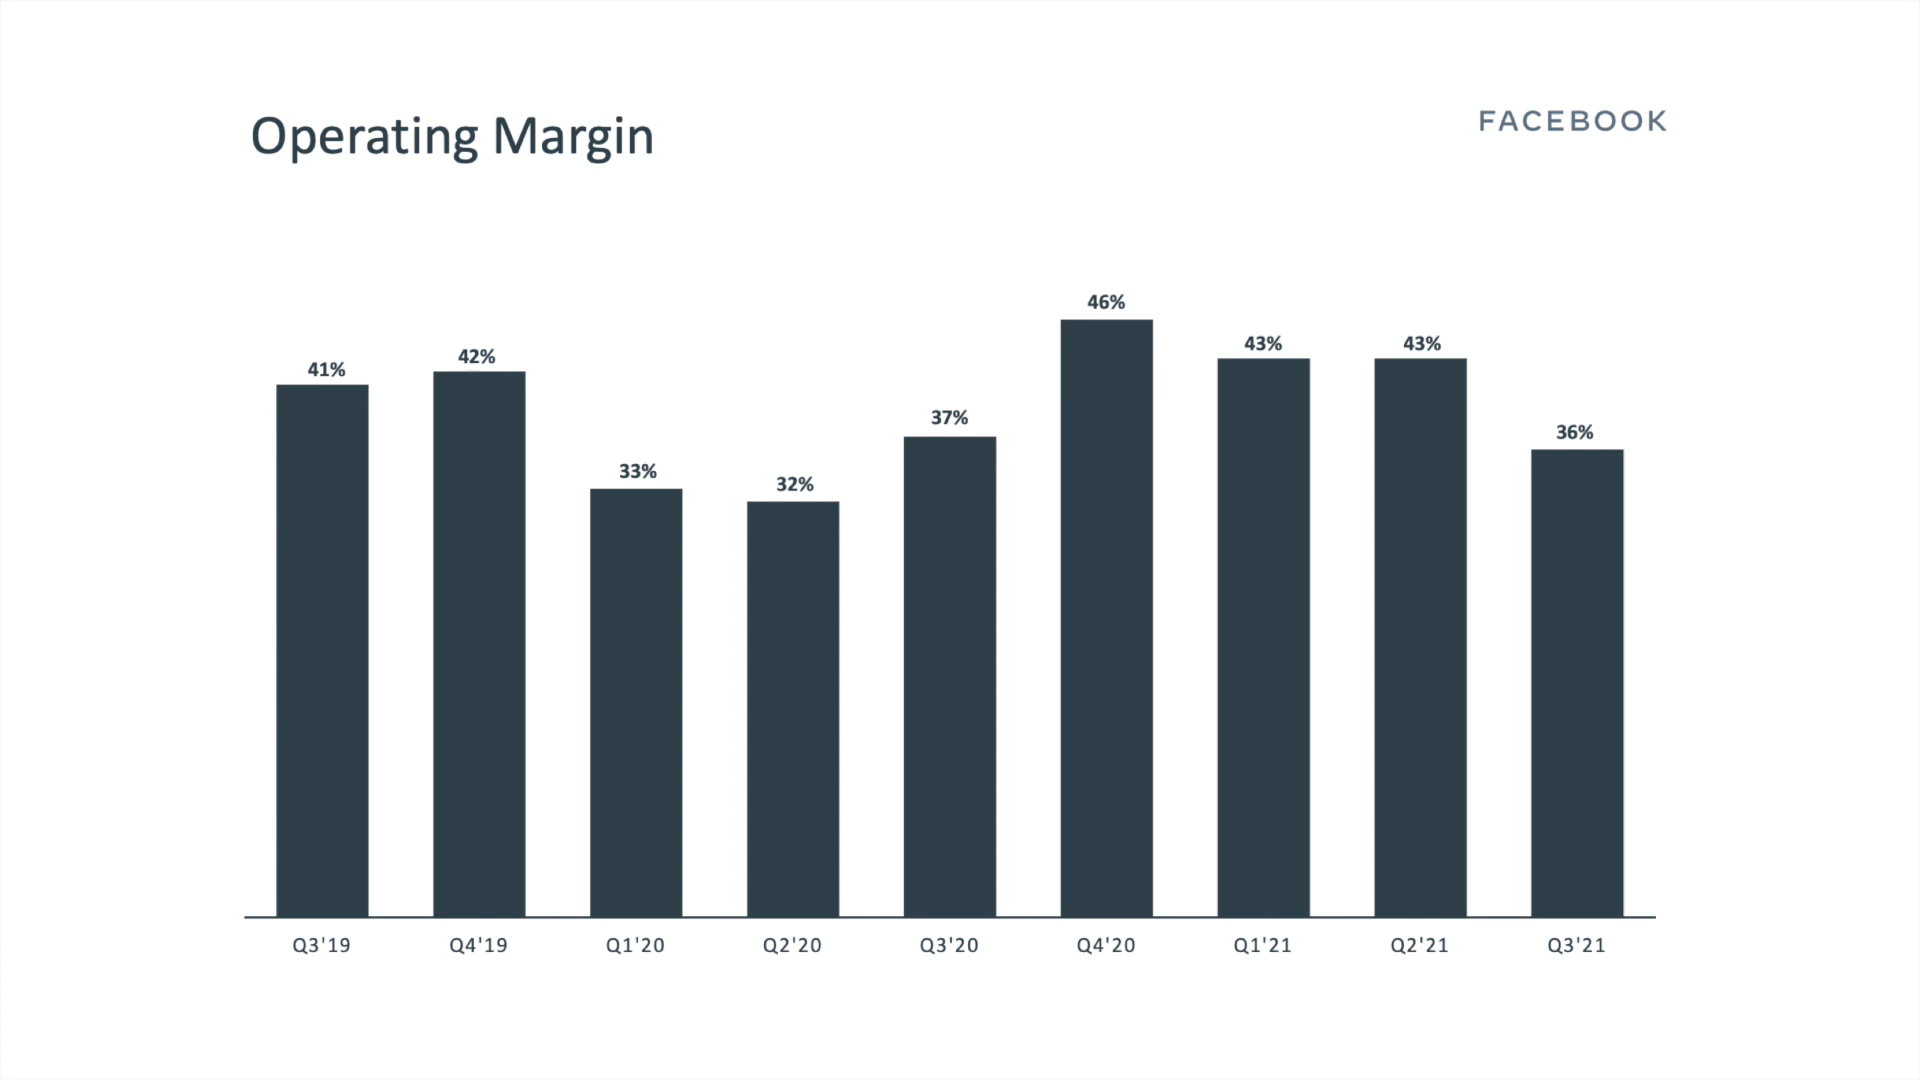 Operating Margin
FACEBOOK
41%
42%
33%
32%
37%
46%
43%
43%
36%
Q3'19
Q4'19
Q1'20
Q2'20
Q3'20
Q4'20
Q1'21
Q2'21
Q3'21